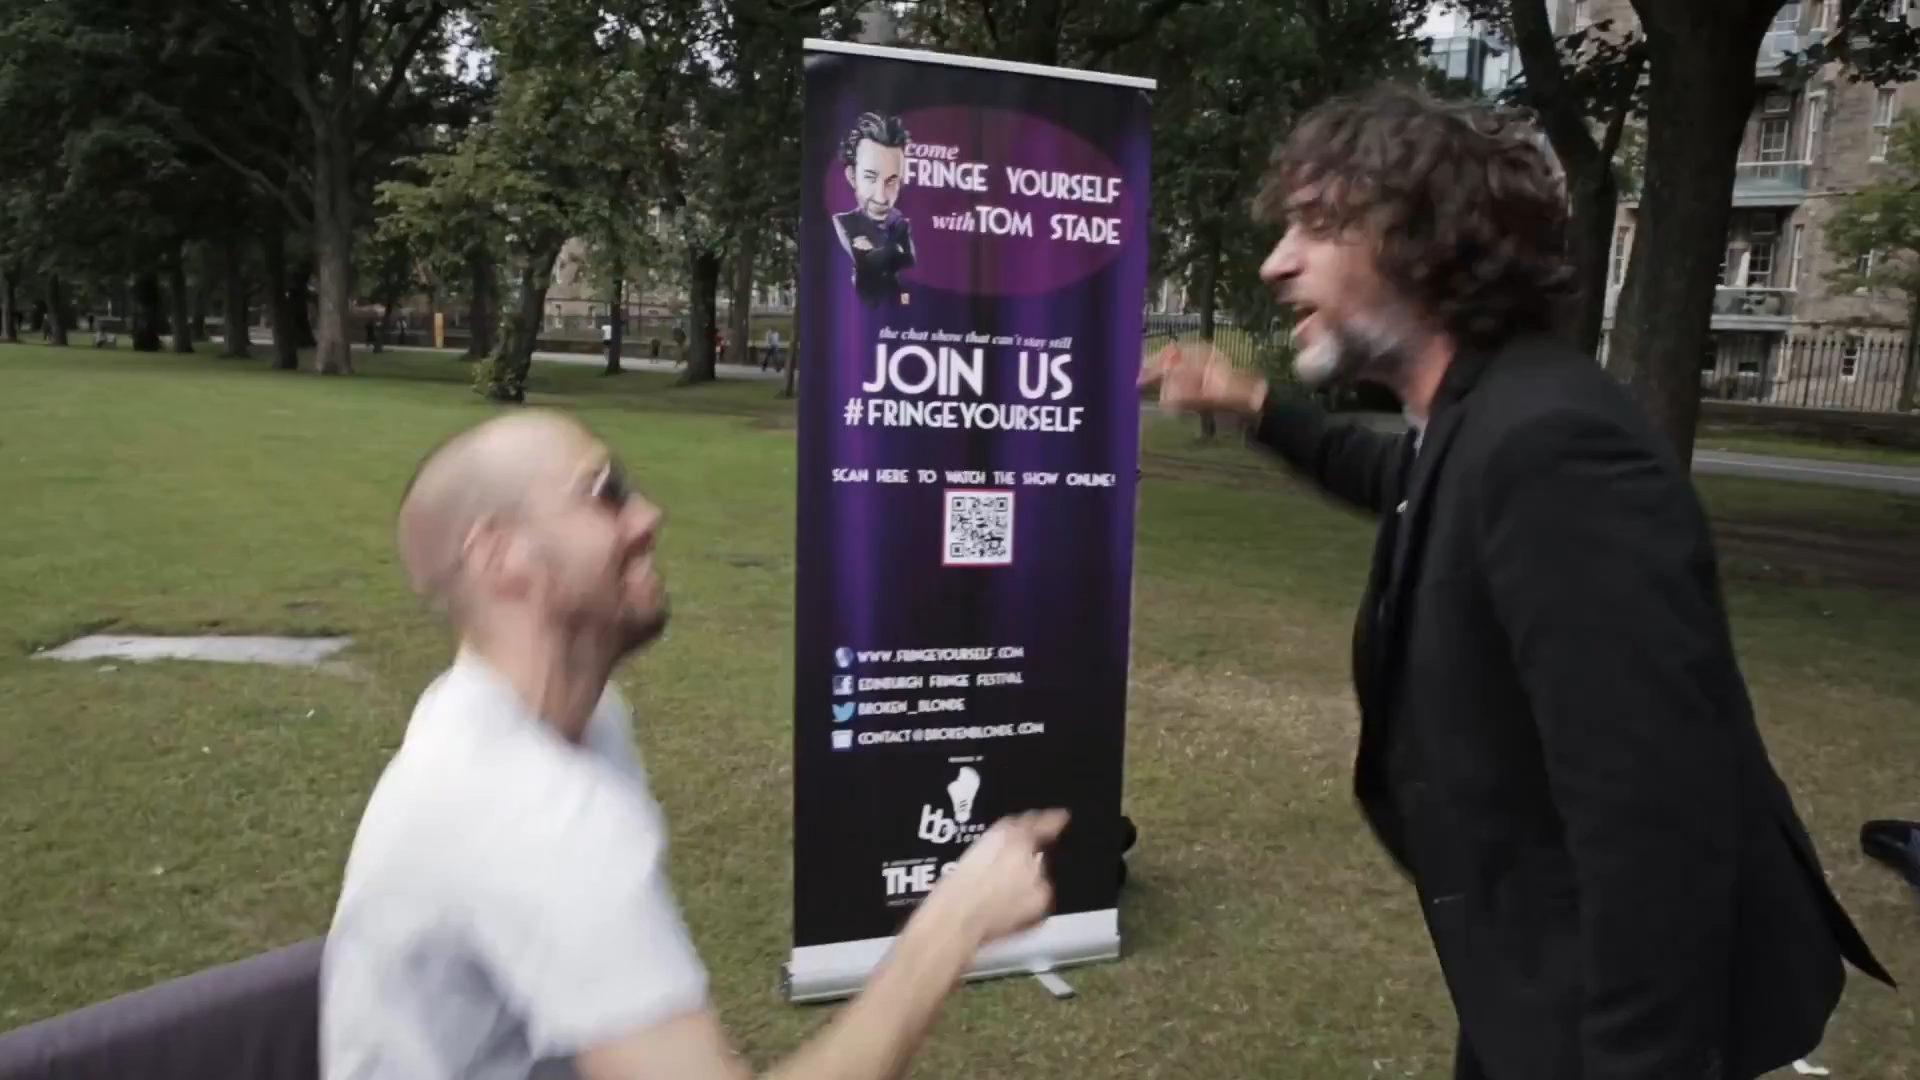 come
FRINGE YOURSELF
with TOM STADE
the chat show that can't stay still
JOIN US
#FRINGEYOURSELF
SCAN HERE TO WATCH THE SHOW ONLINE!
WWW.FRINGEYOURSELF.COM
EDINBURGH FRINGE FESTIVAL
BROKEN_BLONDE
CONTACT@BROKENBLONDE.COM
bb
THE